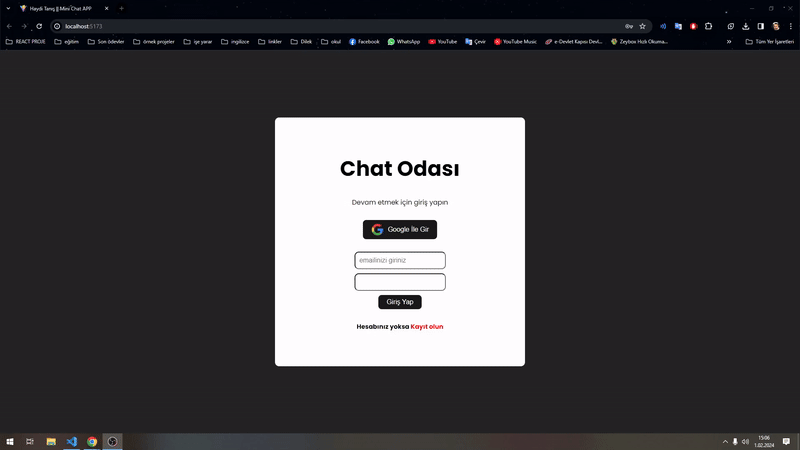 Haydi Tanış || Mini Chat APP
localhost:5173
REACT PROJE
eğitim
Son ödevler
örnek projeler
işe yarar
ingilizce
linkler
Dilek
okul
Facebook
WhatsApp
YouTube
Çevir
YouTube Music
e-Devlet Kapısı Devl...
Zeybox Hızlı Okuma...
Tüm Yer İşaretleri
Chat Odası
Devam etmek için giriş yapın
Google İle Gir
emailinizi giriniz
Giriş Yap
Hesabınız yoksa Kayıt olun
15:06
1.02.2024